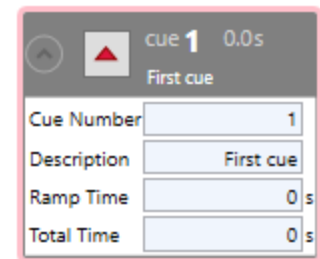 cue 1 0.0s
First cue
Cue Number 1
Description First cue
Ramp Time 0 s
Total Time 0 s